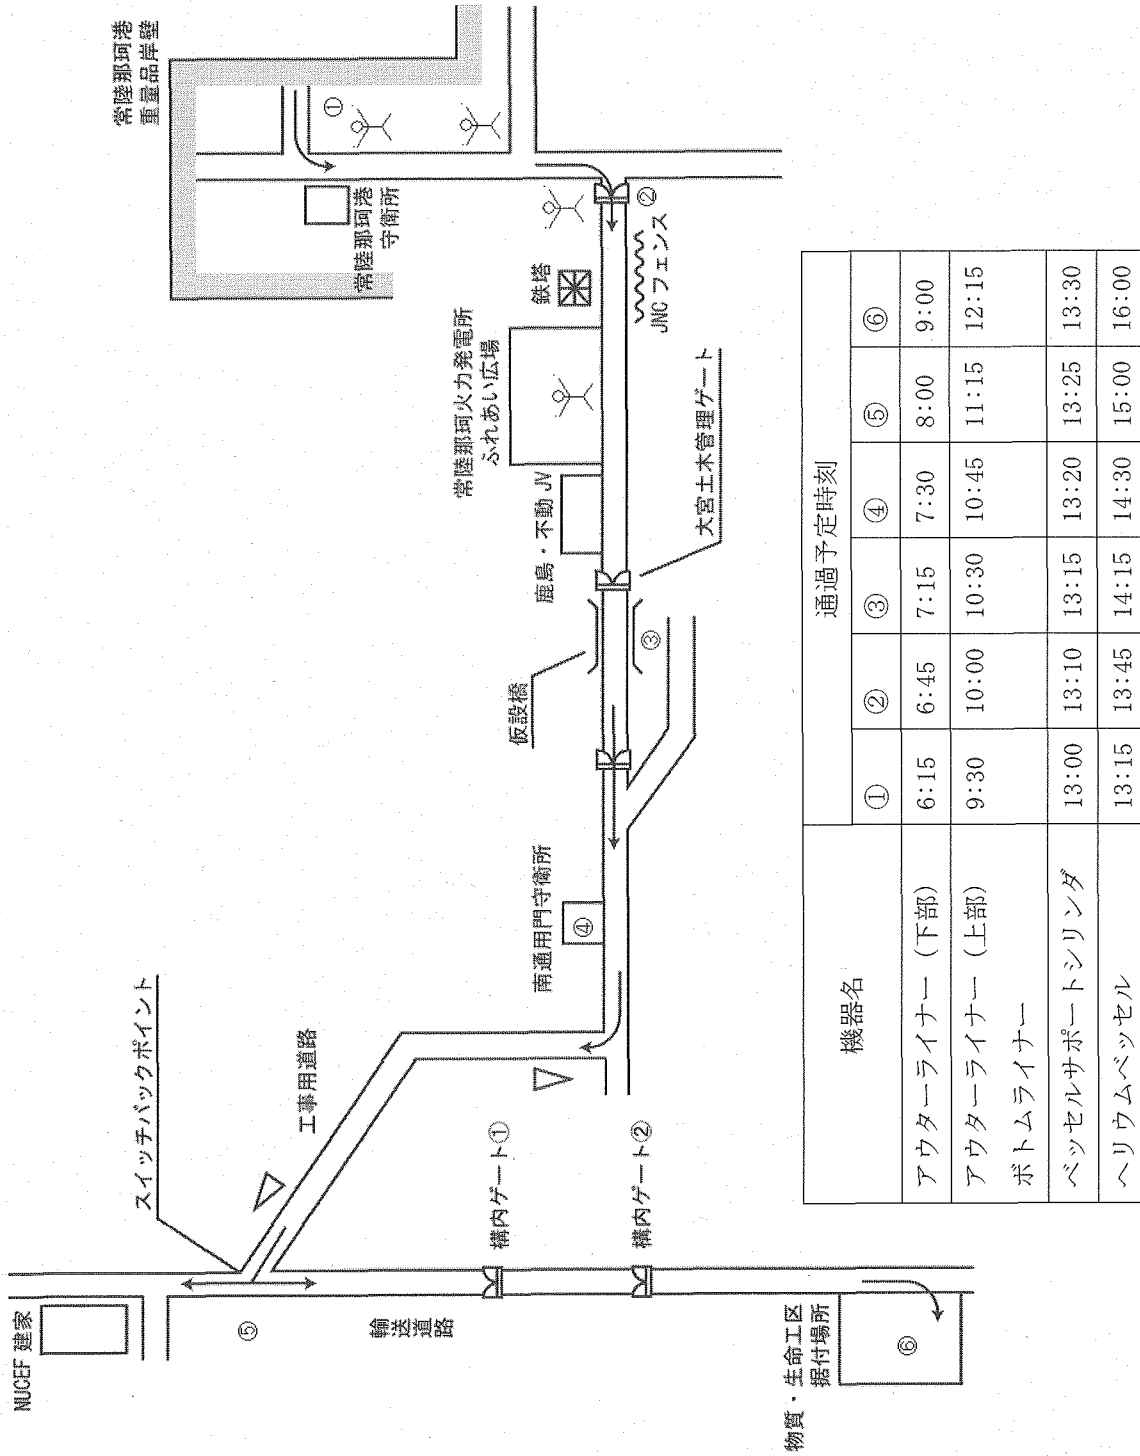 NUCEF 建家
スイッチバックポイント
工事用道路
⑤
輸送道路
構内ゲート①
構内ゲート②
物質・生命工区
据付場所
⑥
南通用門守衛所
④
仮設橋
③
鹿島・不動 JV
大宮土木管理ゲート
常陸那珂火力発電所
ふれあい広場
鉄塔
JNC フェンス
②
常陸那珂港
守衛所
①
常陸那珂港
重量品岸壁
機器名 通過予定時刻
① ② ③ ④ ⑤ ⑥
アウターライナー（下部） 6:15 6:45 7:15 7:30 8:00 9:00
アウターライナー（上部） 9:30 10:00 10:30 10:45 11:15 12:15
ボトムライナー
ベッセルサポートシリンダ 13:00 13:10 13:15 13:20 13:25 13:30
ヘリウムベッセル 13:15 13:45 14:15 14:30 15:00 16:00